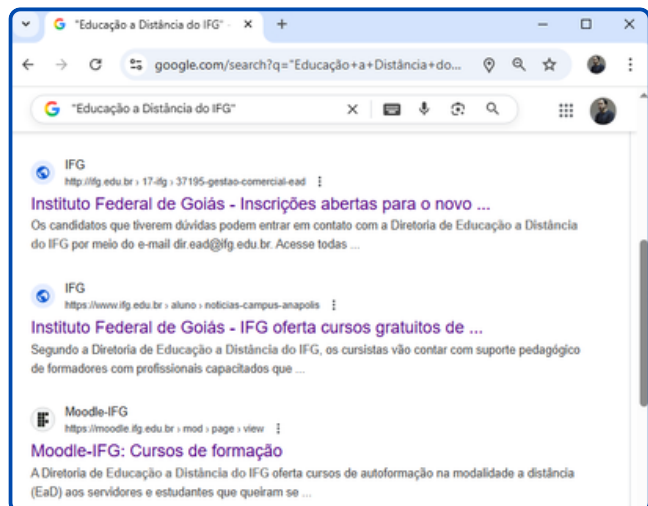 "Educação a Distância do IFG" -
google.com/search?q="Educação+a+Distância+do...
"Educação a Distância do IFG"
IFG
http://ifg.edu.br › 17-ifg › 37195-gestao-comercial-ead
Instituto Federal de Goiás - Inscrições abertas para o novo ...
Os candidatos que tiverem dúvidas podem entrar em contato com a Diretoria de Educação a Distância
do IFG por meio do e-mail dir.ead@ifg.edu.br. Acesse todas ...
IFG
https://www.ifg.edu.br › aluno › noticias-campus-anapolis
Instituto Federal de Goiás - IFG oferta cursos gratuitos de ...
Segundo a Diretoria de Educação a Distância do IFG, os cursistas vão contar com suporte pedagógico
de formadores com profissionais capacitados que ...
Moodle-IFG
https://moodle.ifg.edu.br › mod › page › view
Moodle-IFG: Cursos de formação
A Diretoria de Educação a Distância do IFG oferta cursos de autoformação na modalidade a distância
(EaD) aos servidores e estudantes que queiram se ...